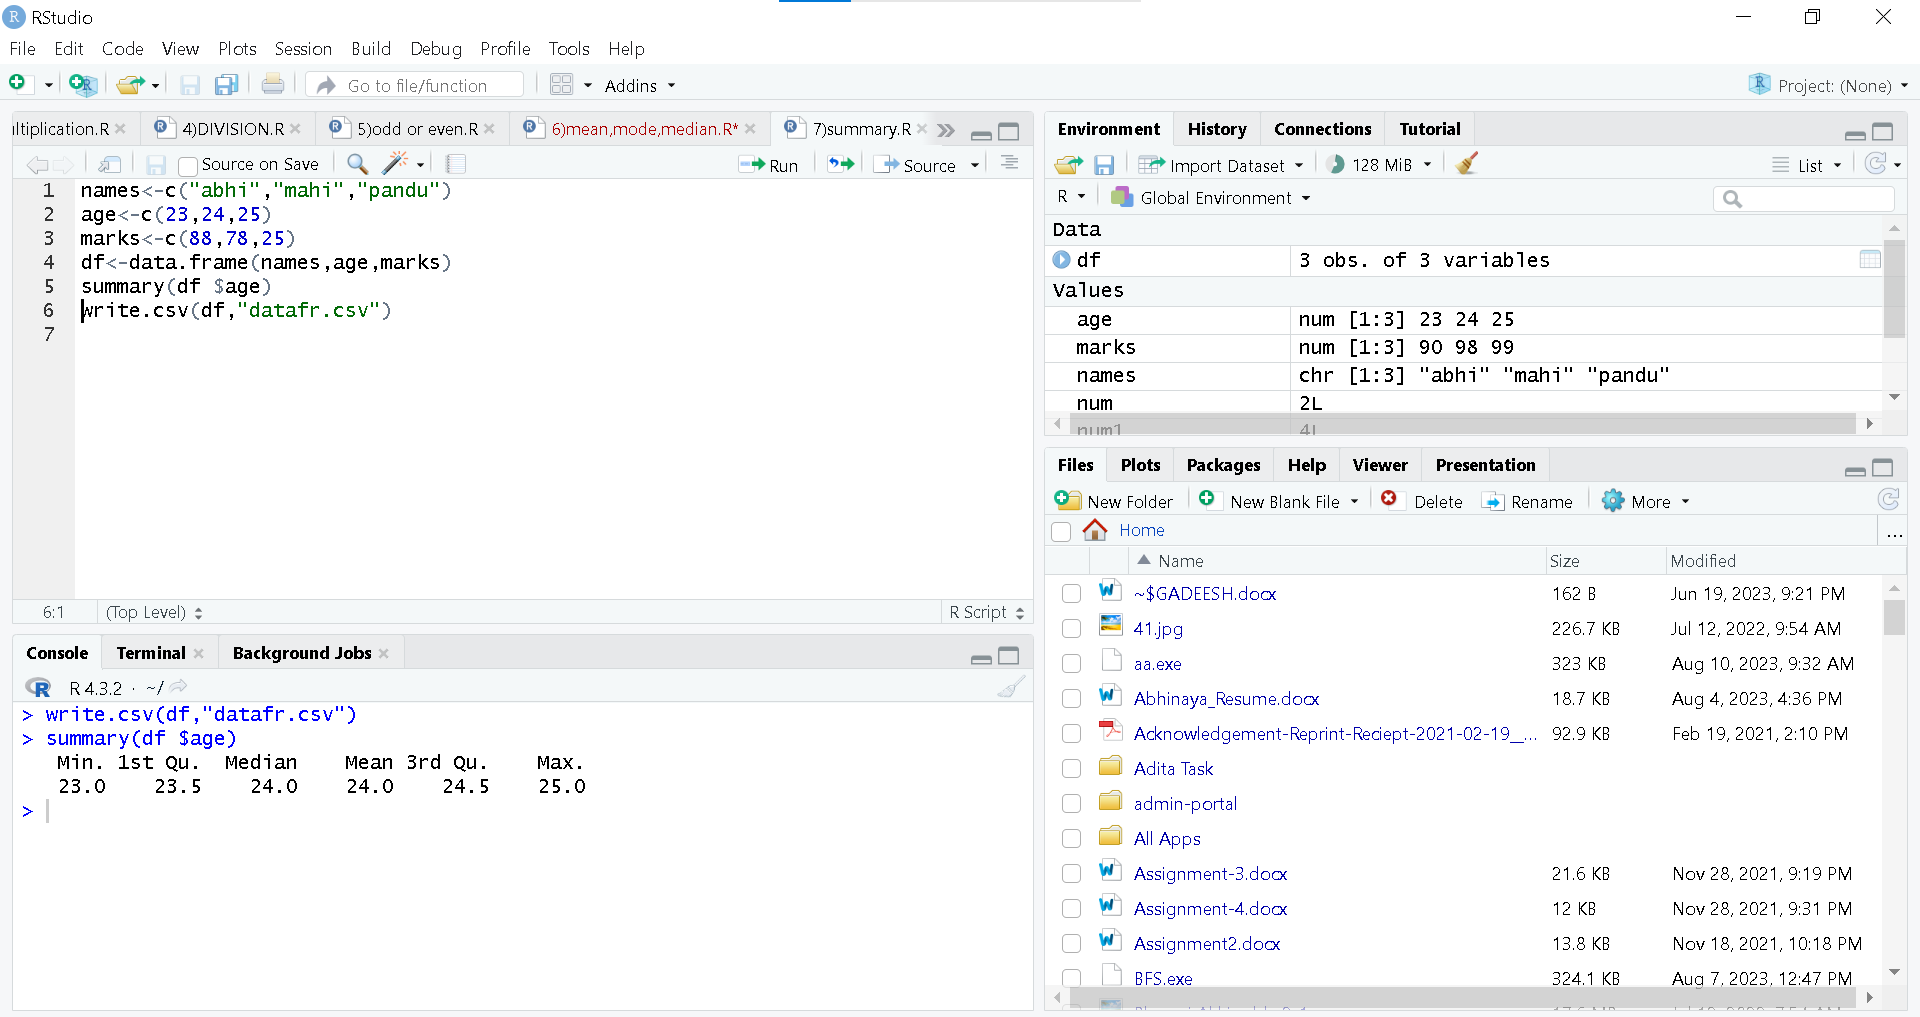 RStudio
File Edit Code View Plots Session Build Debug Profile Tools Help
Go to file/function Addins Project: (None)
ltiplication.R 4)DIVISION.R 5)odd or even.R 6)mean,mode,median.R* 7)summary.R
Source on Save Run Source
1 names<-c("abhi","mahi","pandu")
2 age<-c(23,24,25)
3 marks<-c(88,78,25)
4 df<-data.frame(names,age,marks)
5 summary(df $age)
6 write.csv(df,"datafr.csv")
7
6:1 (Top Level) R Script
Console Terminal Background Jobs
R R 4.3.2 · ~/
> write.csv(df,"datafr.csv")
> summary(df $age)
Min. 1st Qu. Median Mean 3rd Qu. Max.
23.0 23.5 24.0 24.0 24.5 25.0
>
Environment History Connections Tutorial
Import Dataset 128 MiB List
R Global Environment
Data
df 3 obs. of 3 variables
Values
age num [1:3] 23 24 25
marks num [1:3] 90 98 99
names chr [1:3] "abhi" "mahi" "pandu"
num 2L
num1 4L
Files Plots Packages Help Viewer Presentation
New Folder New Blank File Delete Rename More
Home ...
Name Size Modified
~$GADEESH.docx 162 B Jun 19, 2023, 9:21 PM
41.jpg 226.7 KB Jul 12, 2022, 9:54 AM
aa.exe 323 KB Aug 10, 2023, 9:32 AM
Abhinaya_Resume.docx 18.7 KB Aug 4, 2023, 4:36 PM
Acknowledgement-Reprint-Reciept-2021-02-19_... 92.9 KB Feb 19, 2021, 2:10 PM
Adita Task
admin-portal
All Apps
Assignment-3.docx 21.6 KB Nov 28, 2021, 9:19 PM
Assignment-4.docx 12 KB Nov 28, 2021, 9:31 PM
Assignment2.docx 13.8 KB Nov 18, 2021, 10:18 PM
BFS.exe 324.1 KB Aug 7, 2023, 12:47 PM